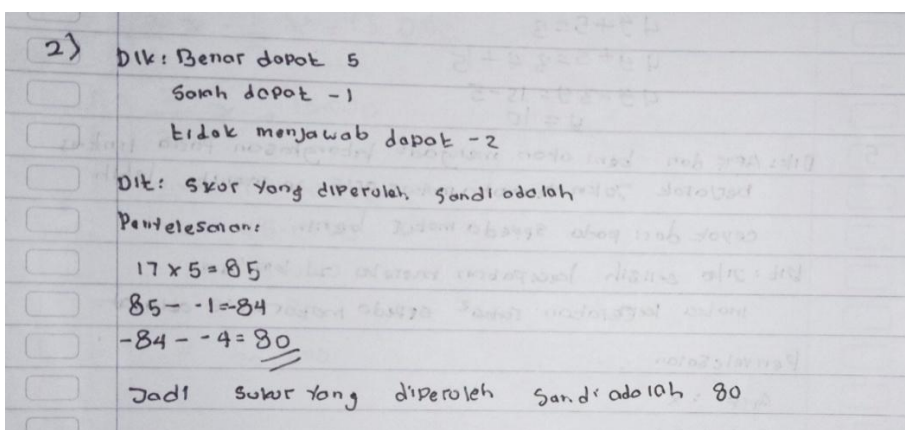 2) Dik: Benar dapat 5
Salah dapat -1
tidak menjawab dapat -2
Dit: Skor yang diperoleh Sandi adalah
Penyelesaian:
17 x 5 = 85
85 - -1 = -84
-84 - -4 = 80
Jadi sukur yang diperoleh Sandi adalah 80